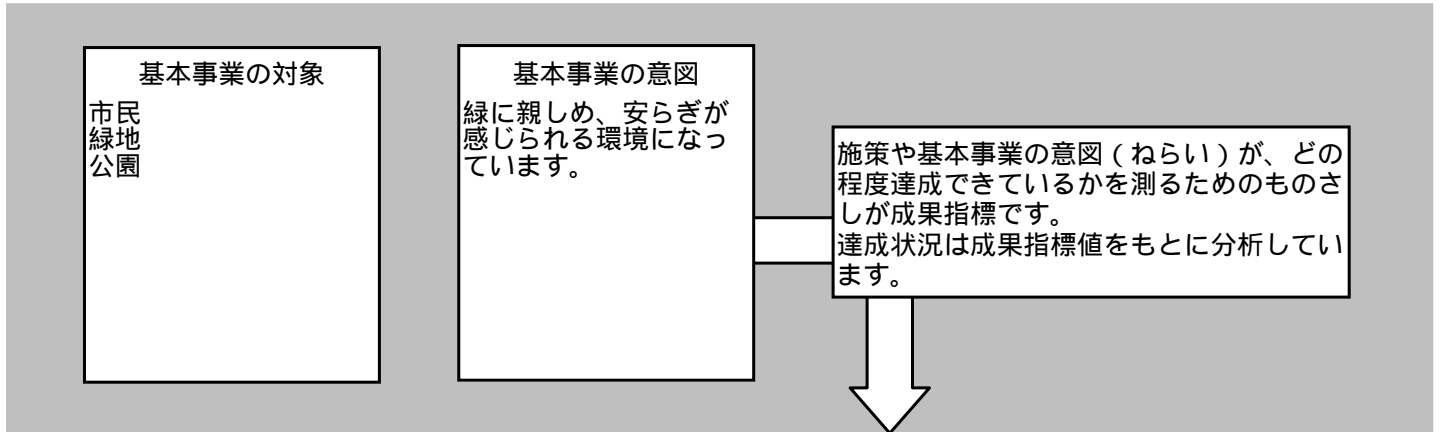 基本事業の対象
市民
緑地
公園
基本事業の意図
緑に親しめ、安らぎが
感じられる環境になっ
ています。
施策や基本事業の意図（ねらい）が、どの
程度達成できているかを測るためのものさ
しが成果指標です。
達成状況は成果指標値をもとに分析してい
ます。